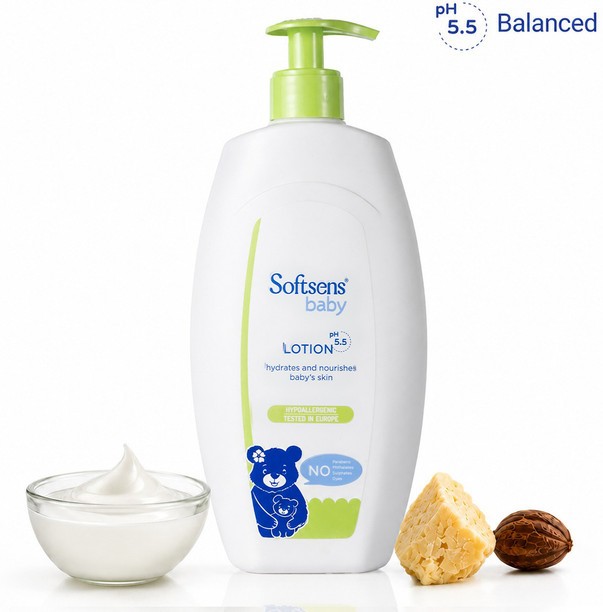 pH
5.5 Balanced
Softsens®
baby
LOTION pH 5.5
hydrates and nourishes
baby's skin
HYPOALLERGENIC
TESTED IN EUROPE
NO